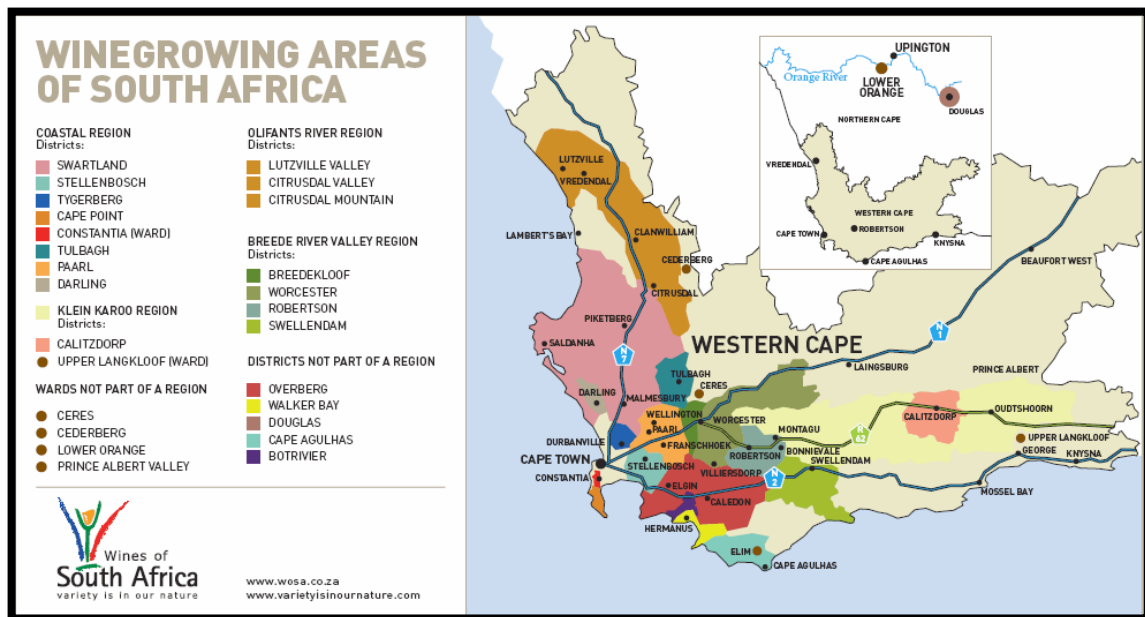 WINEGROWING AREAS
OF SOUTH AFRICA
COASTAL REGION
Districts:
SWARTLAND
STELLENBOSCH
TYGERBERG
CAPE POINT
CONSTANTIA (WARD)
TULBAGH
PAARL
DARLING
KLEIN KAROO REGION
Districts:
CALITZDORP
UPPER LANGKLOOF (WARD)
WARDS NOT PART OF A REGION
CERES
CEDERBERG
LOWER ORANGE
PRINCE ALBERT VALLEY
OLIFANTS RIVER REGION
Districts:
LUTZVILLE VALLEY
CITRUSDAL VALLEY
CITRUSDAL MOUNTAIN
BREEDE RIVER VALLEY REGION
Districts:
BREEDEKLOOF
WORCESTER
ROBERTSON
SWELLENDAM
DISTRICTS NOT PART OF A REGION
OVERBERG
WALKER BAY
DOUGLAS
CAPE AGULHAS
BOTRIVIER
Wines of
South Africa
variety is in our nature
www.wosa.co.za
www.varietyisinournature.com
LUTZVILLE
VREDENDAL
LAMBERT'S BAY
CLANWILLIAM
CEDERBERG
CITRUSDAL
PIKETBERG
SALDANHA
N
7
WESTERN CAPE
TULBAGH
CERES
DARLING
MALMESBURY
WELLINGTON
PAARL
WORCESTER
DURBANVILLE
FRANSCHHOEK
MONTAGU
CAPE TOWN
STELLENBOSCH
VILLIERSDORP
ROBERTSON
BONNIEVALE
SWELLENDAM
CONSTANTIA
ELGIN
N
2
CALEDON
HERMANUS
ELIM
CAPE AGULHAS
LAINGSBURG
PRINCE ALBERT
CALITZDORP
OUDTSHOORN
R
62
UPPER LANGKLOOF
GEORGE
KNYSNA
MOSSEL BAY
N
1
BEAUFORT WEST
UPINGTON
Orange River
LOWER
ORANGE
DOUGLAS
NORTHERN CAPE
VREDENDAL
WESTERN CAPE
CAPE TOWN
ROBERTSON
KNYSNA
CAPE AGULHAS